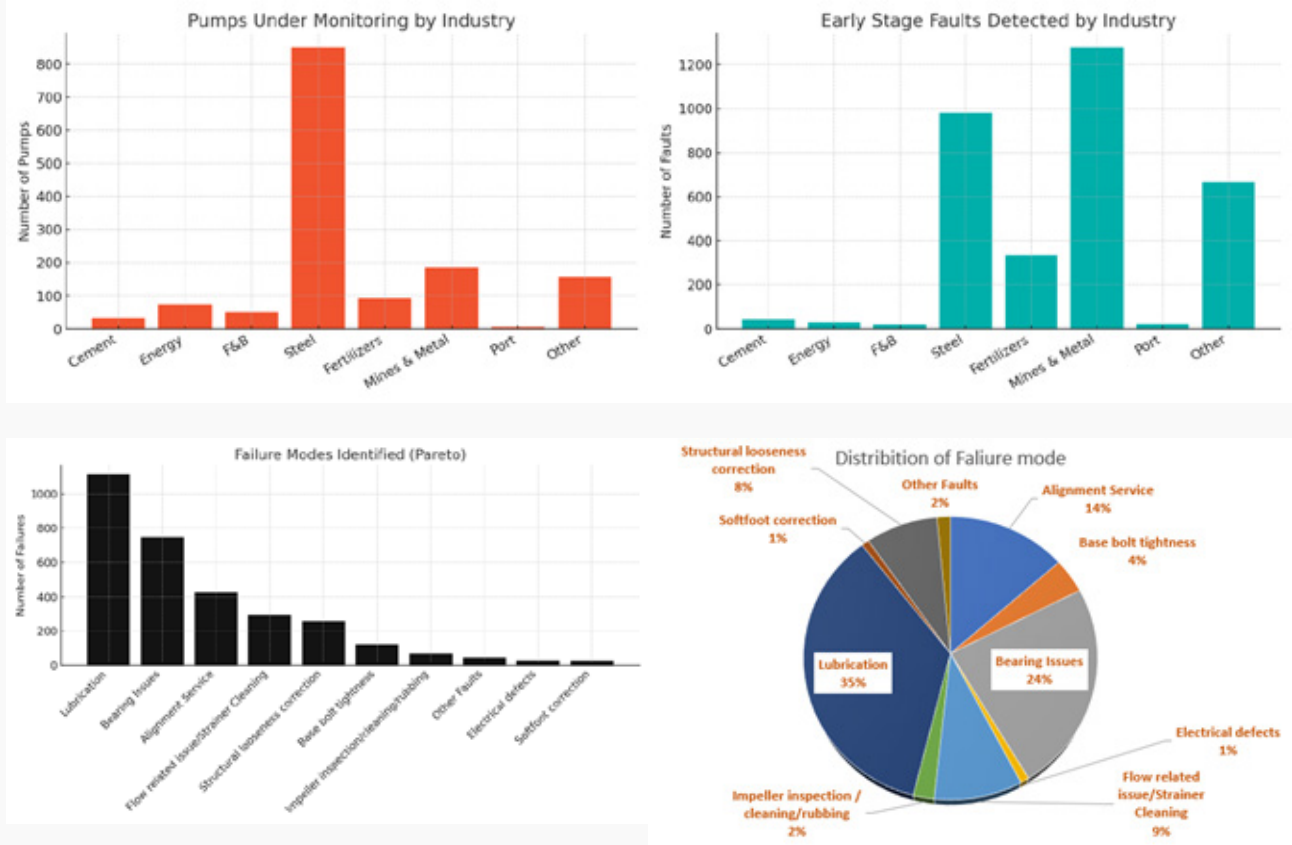 Pumps Under Monitoring by Industry
Number of Pumps
800
700
600
500
400
300
200
100
0
Cement
Energy
F&B
Steel
Fertilizers
Mines & Metal
Port
Other
Early Stage Faults Detected by Industry
Number of Faults
1200
1000
800
600
400
200
0
Cement
Energy
F&B
Steel
Fertilizers
Mines & Metal
Port
Other
Failure Modes Identified (Pareto)
Number of Failures
1000
800
600
400
200
0
Lubrication
Bearing Issues
Alignment Service
Flow related issue/Strainer Cleaning
Structural looseness correction
Base bolt tightness
Impeller inspection/cleaning/rubbing
Other Faults
Electrical defects
Softfoot correction
Distribition of Faliure mode
Structural looseness
correction
8%
Other Faults
2%
Alignment Service
14%
Softfoot correction
1%
Base bolt tightness
4%
Lubrication
35%
Bearing Issues
24%
Electrical defects
1%
Flow related
issue/Strainer
Cleaning
9%
Impeller inspection /
cleaning/rubbing
2%